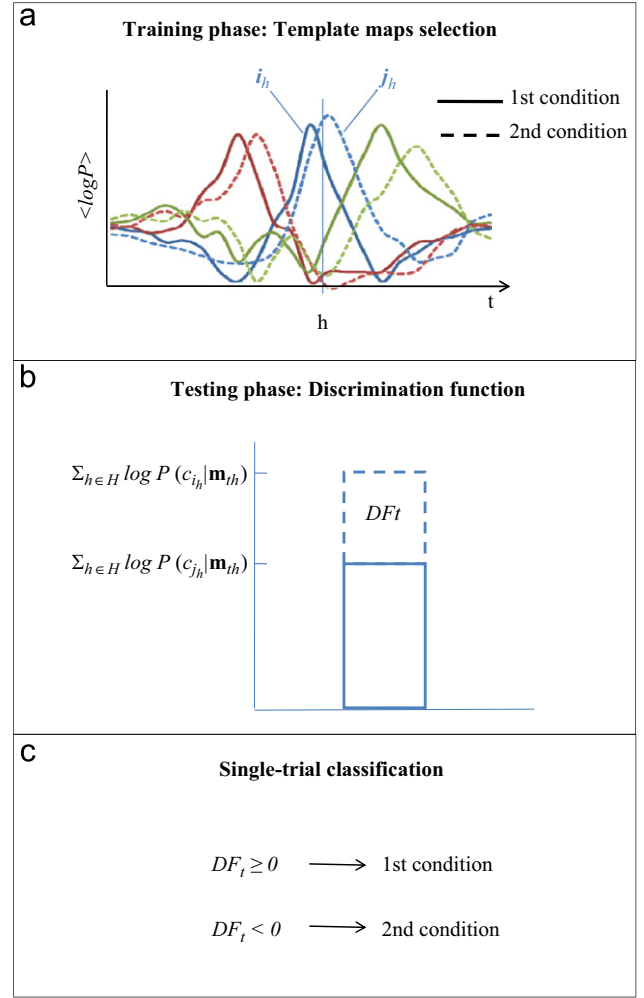 a
Training phase: Template maps selection
i_h
j_h
1st condition
2nd condition
<logP>
t
h
b
Testing phase: Discrimination function
Σ_{h ∈ H} log P (c_{i_h}|m_{th})
DFt
Σ_{h ∈ H} log P (c_{j_h}|m_{th})
c
Single-trial classification
DF_t ≥ 0 → 1st condition
DF_t < 0 → 2nd condition